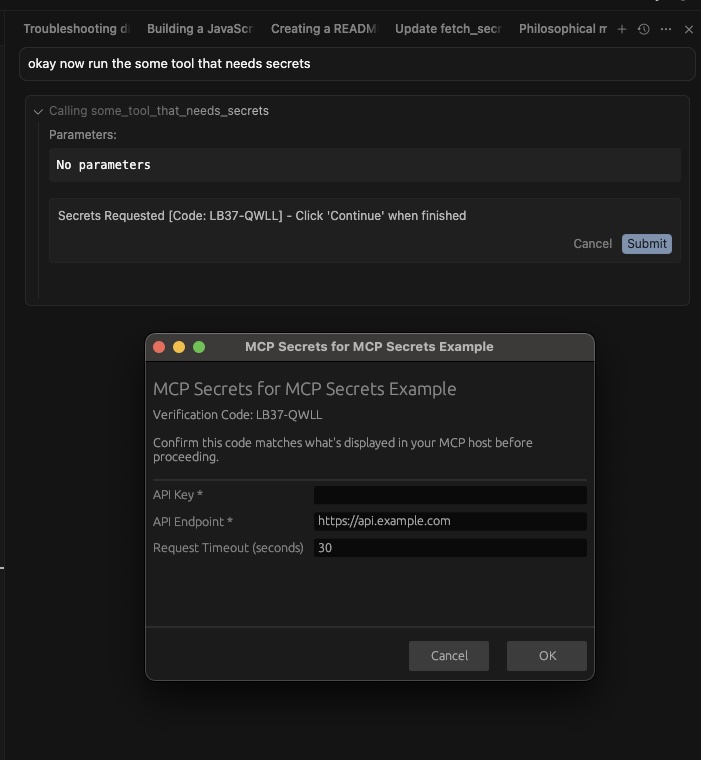 Troubleshooting di
Building a JavaScr
Creating a READM
Update fetch_secr
Philosophical m
okay now run the some tool that needs secrets
Calling some_tool_that_needs_secrets
Parameters:
No parameters
Secrets Requested [Code: LB37-QWLL] - Click 'Continue' when finished
Cancel
Submit
MCP Secrets for MCP Secrets Example
MCP Secrets for MCP Secrets Example
Verification Code: LB37-QWLL
Confirm this code matches what's displayed in your MCP host before
proceeding.
API Key *
API Endpoint *
https://api.example.com
Request Timeout (seconds)
30
Cancel
OK